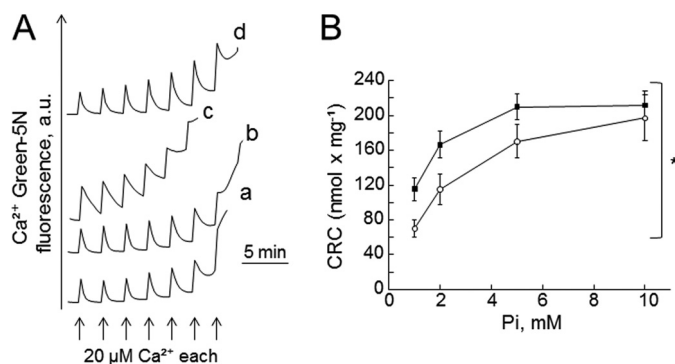 A
Ca²⁺ Green-5N
fluorescence, a.u.
d
c
b
a
5 min
20 µM Ca²⁺ each
B
CRC (nmol x mg⁻¹)
240
200
160
120
80
40
0
0
2
4
6
8
10
Pi, mM
*